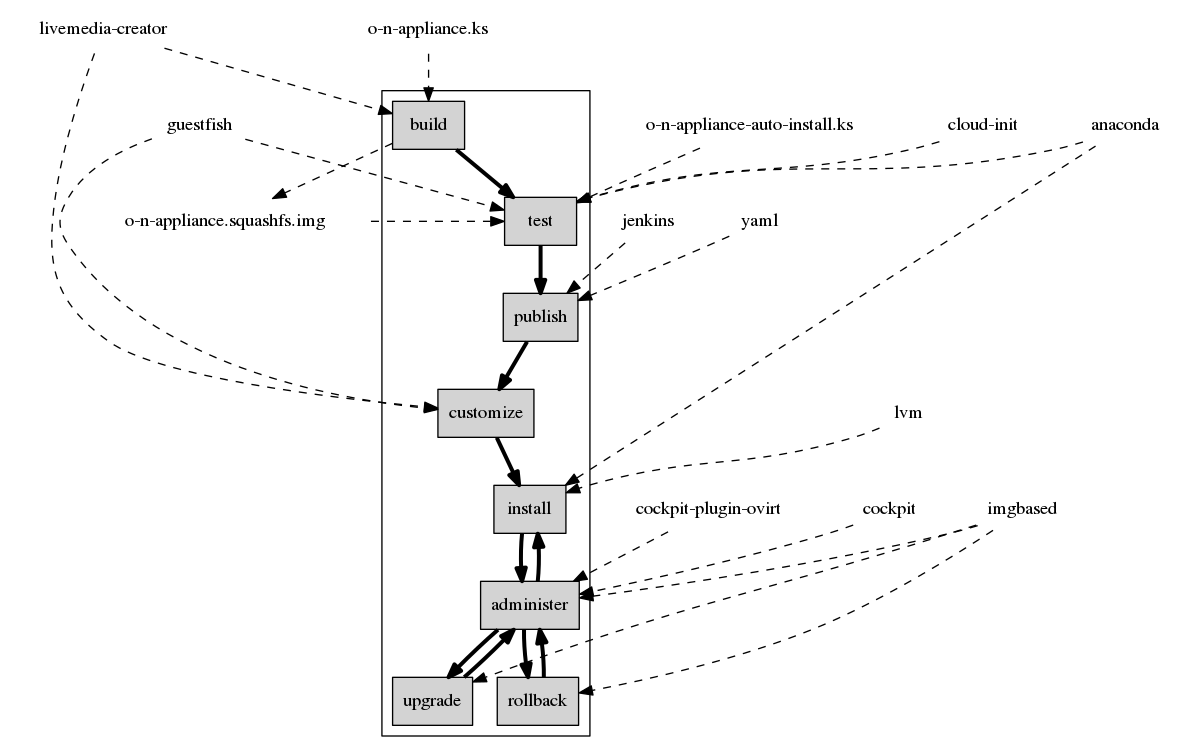 livemedia-creator
o-n-appliance.ks
build
guestfish
o-n-appliance-auto-install.ks
cloud-init
anaconda
o-n-appliance.squashfs.img
test
jenkins
yaml
publish
customize
lvm
install
cockpit-plugin-ovirt
cockpit
imgbased
administer
upgrade
rollback